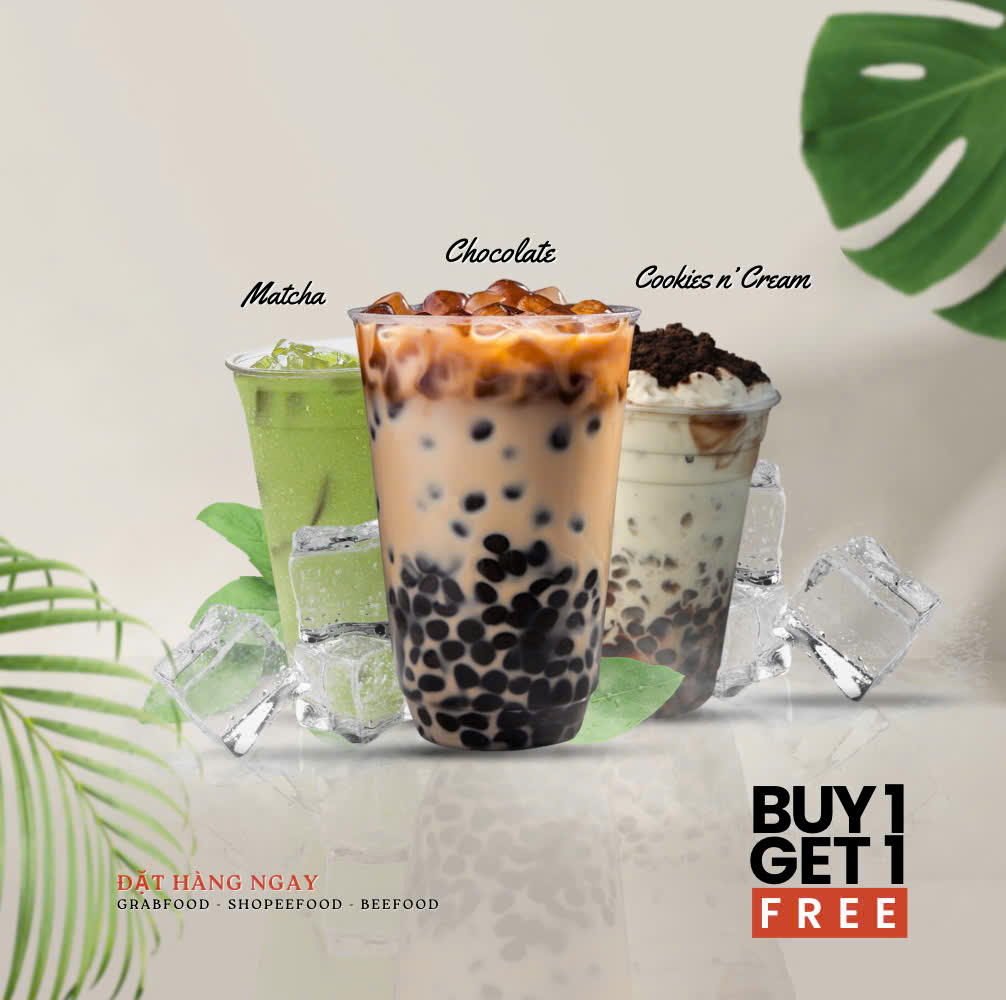 Chocolate
Matcha
Cookies n' Cream
BUY 1
GET 1
FREE
ĐẶT HÀNG NGAY
GRABFOOD - SHOPEEFOOD - BEEFOOD